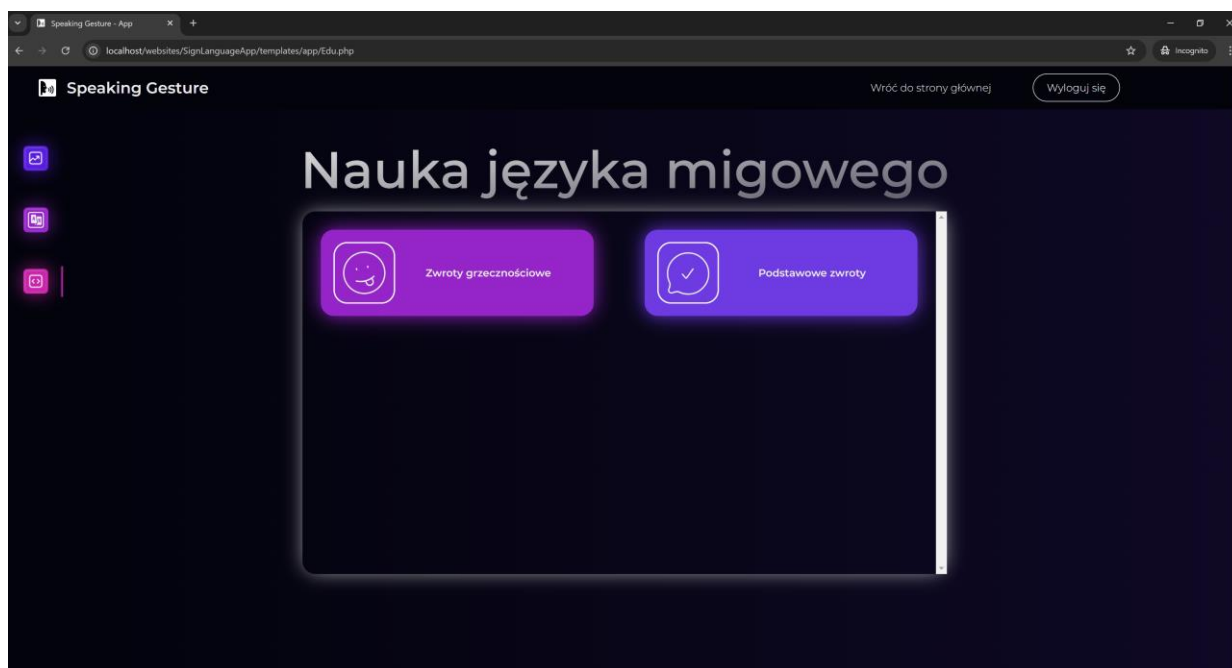 Speaking Gesture - App
localhost/websites/SignLanguageApp/templates/app/Edu.php
Incognito
Speaking Gesture
Wróć do strony głównej
Wyloguj się
Nauka języka migowego
Zwroty grzecznościowe
Podstawowe zwroty